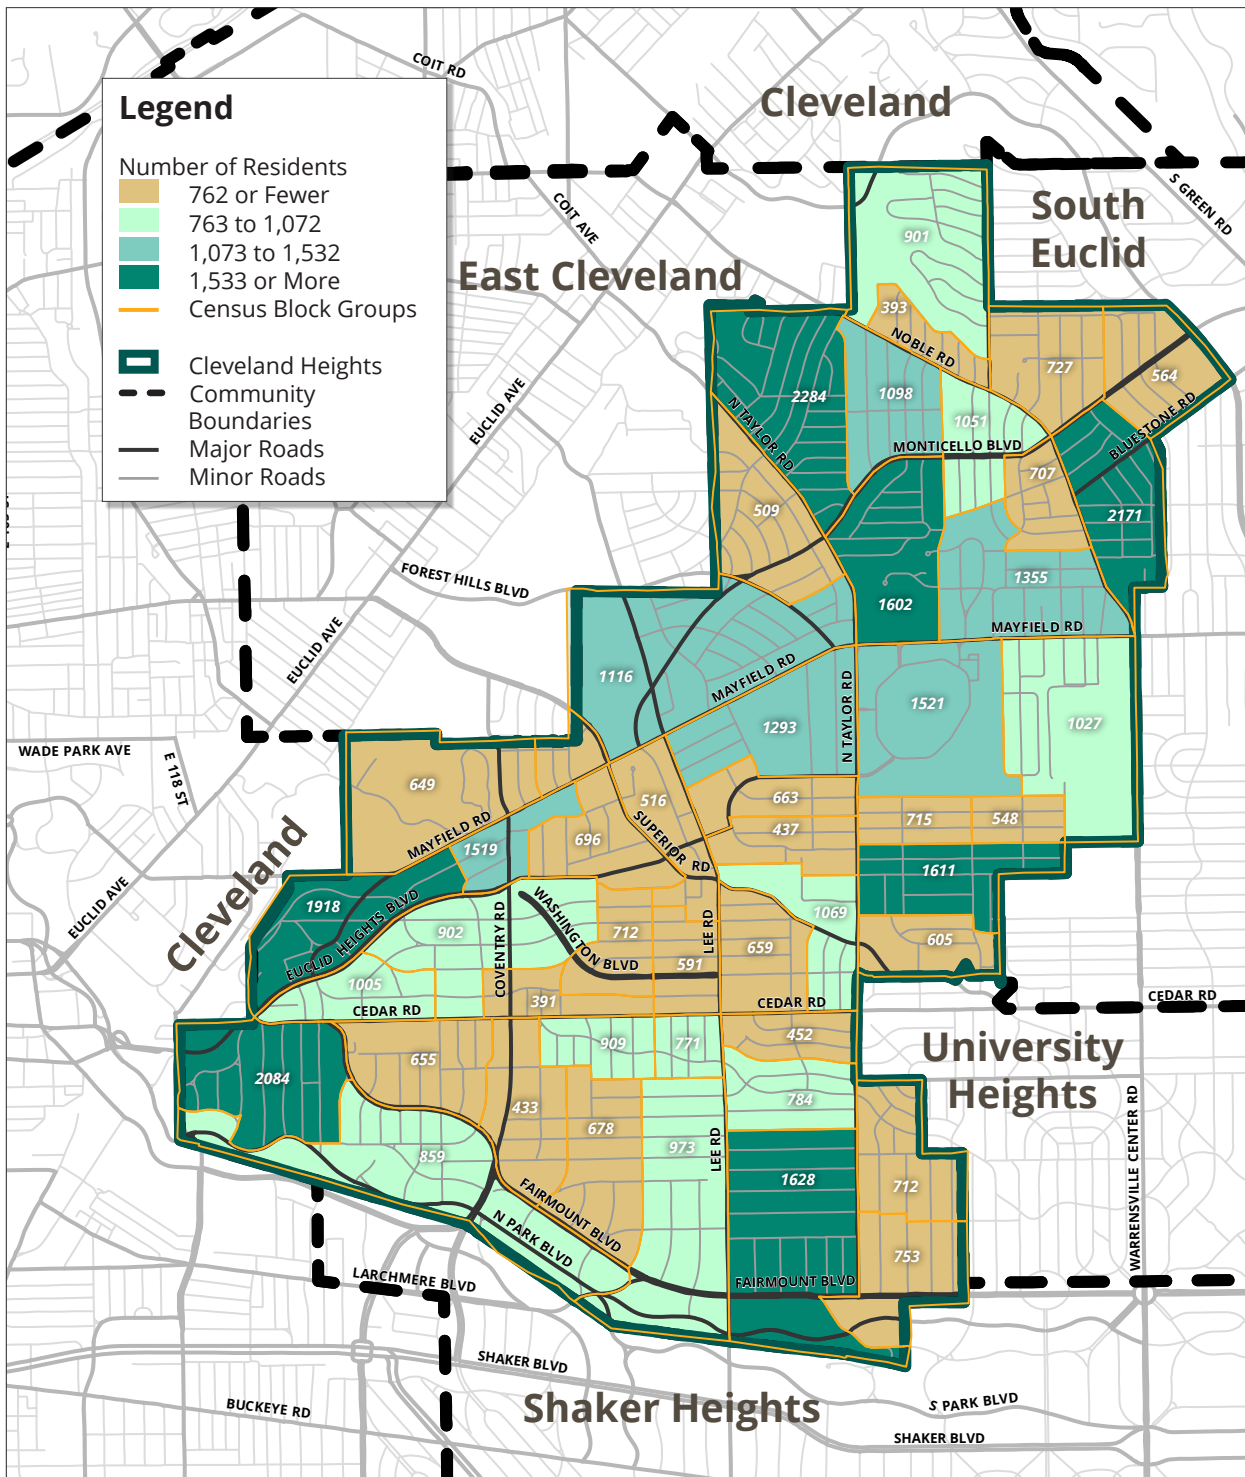 COIT RD
Cleveland
Legend
Number of Residents
762 or Fewer
763 to 1,072
1,073 to 1,532
1,533 or More
Census Block Groups
Cleveland Heights
Community
Boundaries
Major Roads
Minor Roads
S GREEN RD
South
Euclid
COIT AVE
East Cleveland
901
393
NOBLE RD
727
564
EUCLID AVE
2284
1098
1051
N TAYLOR RD
MONTICELLO BLVD
BLUESTONE RD
707
509
2171
FOREST HILLS BLVD
1355
1602
EUCLID AVE
MAYFIELD RD
1116
MAYFIELD RD
N TAYLOR RD
1521
1293
1027
WADE PARK AVE
E 118 ST
649
663
516
715
548
437
SUPERIOR RD
MAYFIELD RD
696
1519
1611
Cleveland
EUCLID AVE
1918
EUCLID HEIGHTS BLVD
902
COVENTRY RD
WASHINGTON BLVD
712
LEE RD
1069
659
605
591
1005
391
CEDAR RD
CEDAR RD
CEDAR RD
452
909
771
655
University
Heights
2084
784
433
678
WARRENSVILLE CENTER RD
859
973
LEE RD
1628
712
FAIRMOUNT BLVD
N PARK BLVD
753
LARCHMERE BLVD
FAIRMOUNT BLVD
SHAKER BLVD
Shaker Heights
BUCKEYE RD
S PARK BLVD
SHAKER BLVD